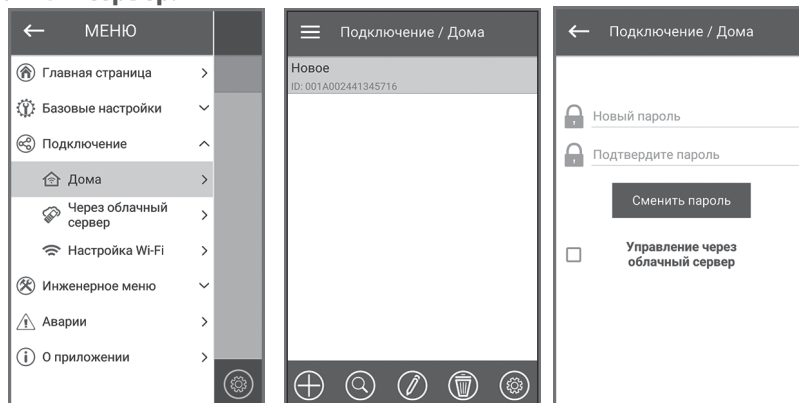 сервер.
МЕНЮ
Главная страница
Базовые настройки
Подключение
Дома
Через облачный
сервер
Настройка Wi-Fi
Инженерное меню
Аварии
О приложении
Подключение / Дома
Новое
ID: 001A002441345716
Подключение / Дома
Новый пароль
Подтвердите пароль
Сменить пароль
Управление через
облачный сервер